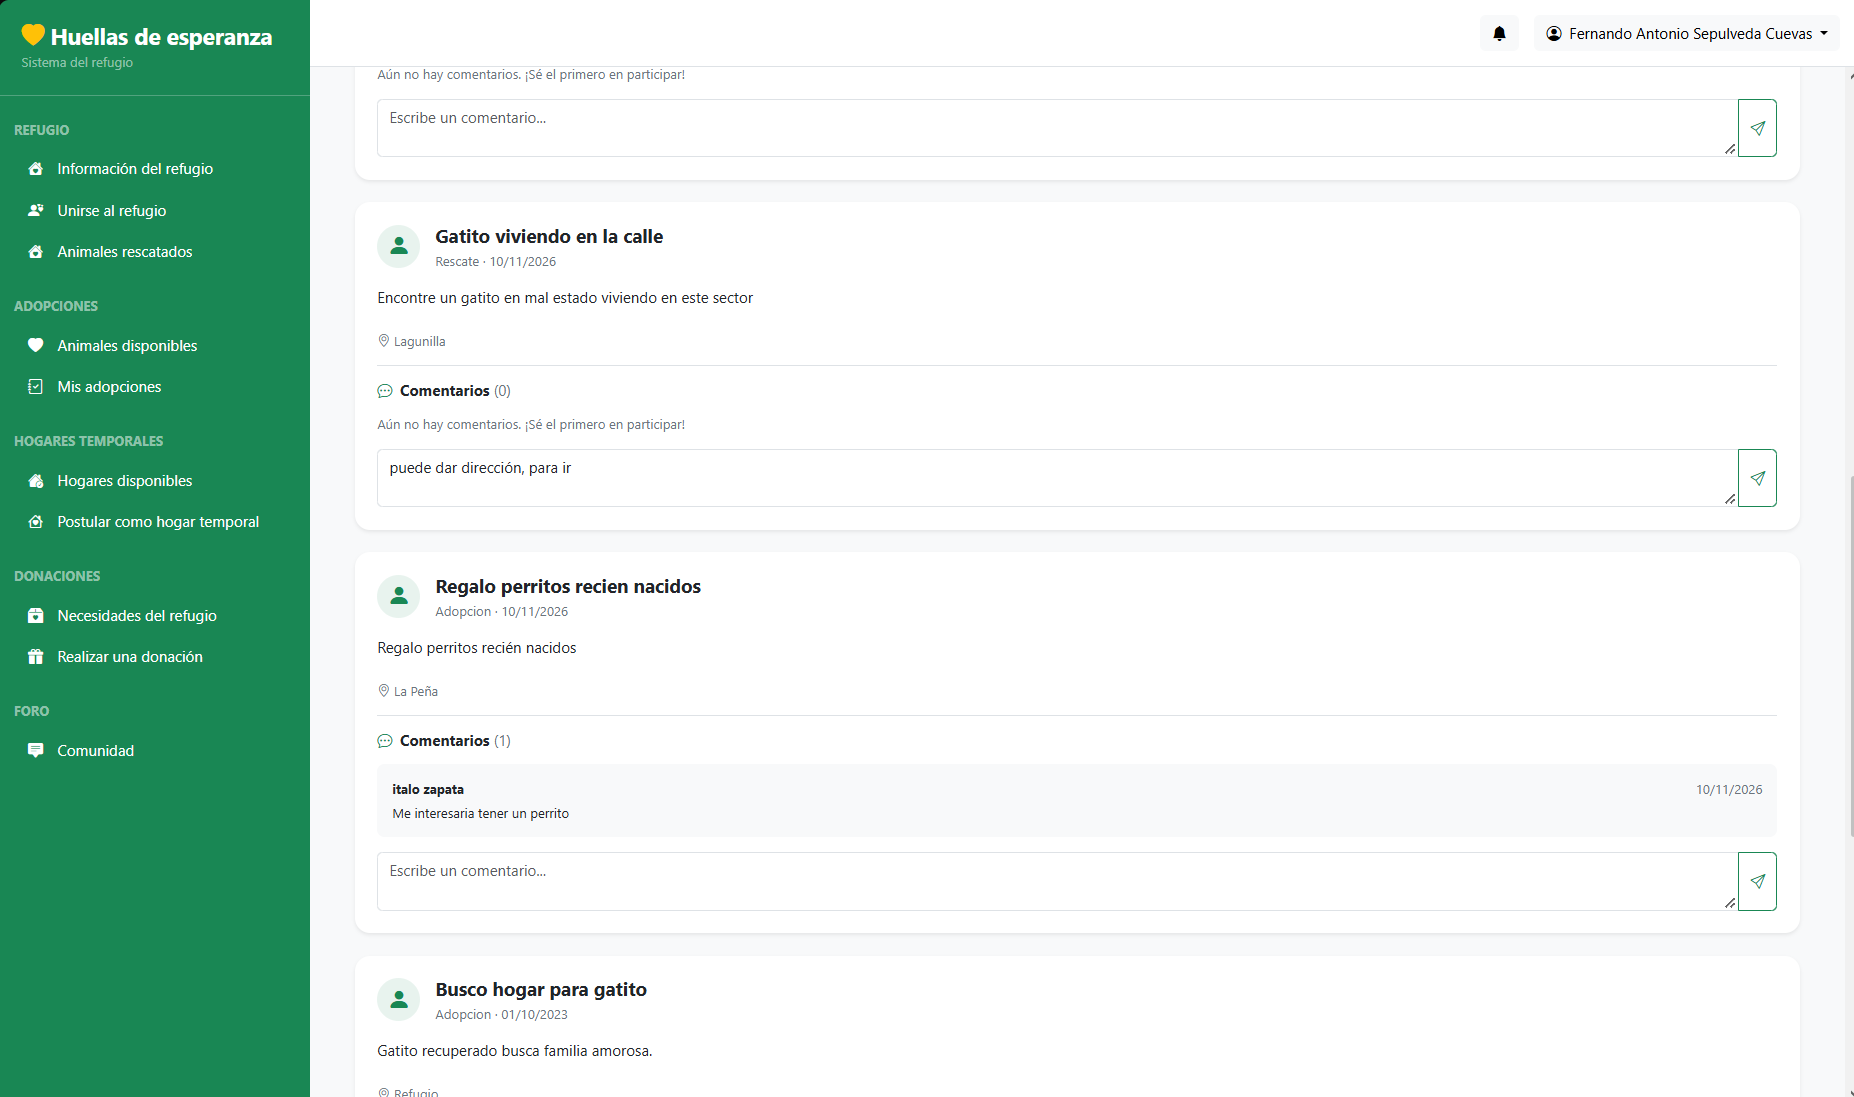 Huellas de esperanza
Sistema del refugio
REFUGIO
Información del refugio
Unirse al refugio
Animales rescatados
ADOPCIONES
Animales disponibles
Mis adopciones
HOGARES TEMPORALES
Hogares disponibles
Postular como hogar temporal
DONACIONES
Necesidades del refugio
Realizar una donación
FORO
Comunidad
Fernando Antonio Sepulveda Cuevas
Aún no hay comentarios. ¡Sé el primero en participar!
Escribe un comentario...
Gatito viviendo en la calle
Rescate · 10/11/2026
Encontre un gatito en mal estado viviendo en este sector
Lagunilla
Comentarios (0)
Aún no hay comentarios. ¡Sé el primero en participar!
puede dar dirección, para ir
Regalo perritos recien nacidos
Adopcion · 10/11/2026
Regalo perritos recién nacidos
La Peña
Comentarios (1)
italo zapata 10/11/2026
Me interesaria tener un perrito
Escribe un comentario...
Busco hogar para gatito
Adopcion · 01/10/2023
Gatito recuperado busca familia amorosa.
Refugio